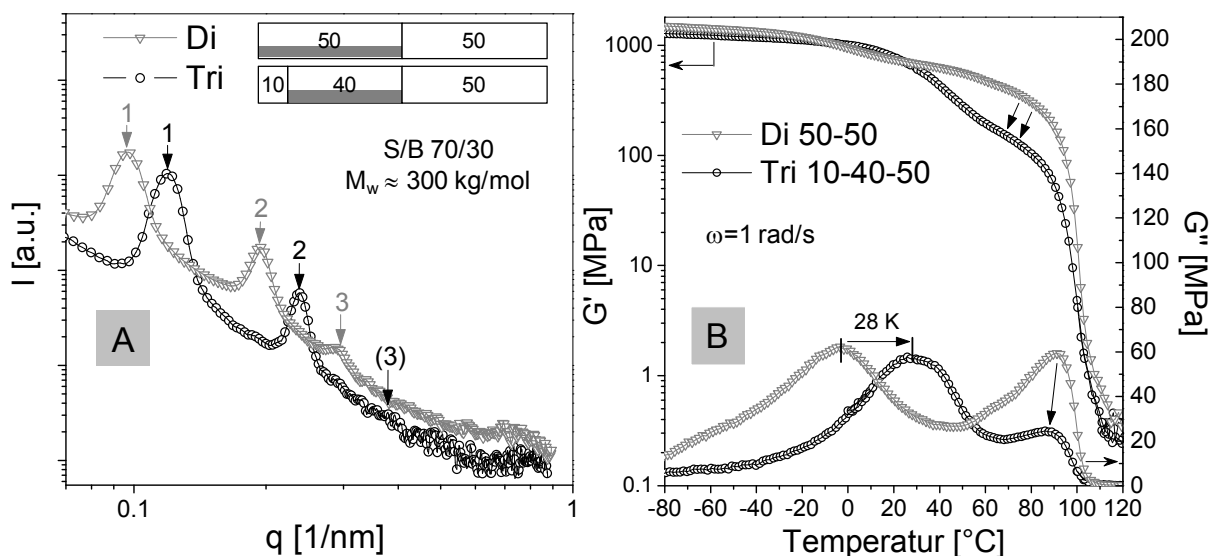 Di
Tri
50 50
10 40 50
S/B 70/30
Mw ≈ 300 kg/mol
1
1
2
2
3
(3)
A
I [a.u.]
0.1 1
q [1/nm]
1000
100
10
1
0.1
G' [MPa]
Di 50-50
Tri 10-40-50
ω=1 rad/s
28 K
B
200
180
160
140
120
100
80
60
40
20
0
G'' [MPa]
-80 -60 -40 -20 0 20 40 60 80 100 120
Temperatur [°C]